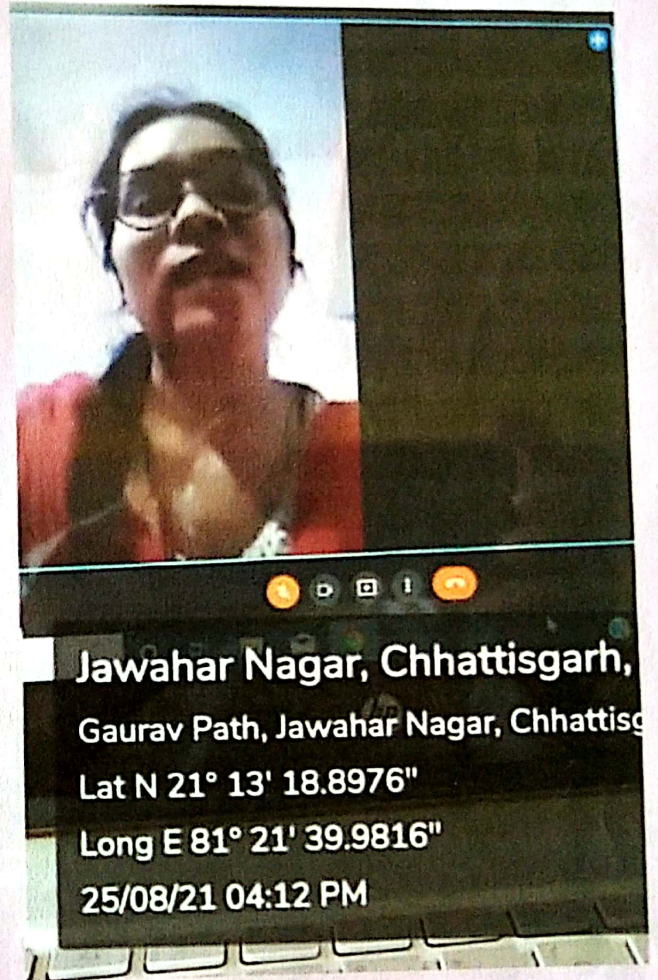 Jawahar Nagar, Chhattisgarh,
hp
Gaurav Path, Jawahar Nagar, Chhattisg
Lat N 21° 13' 18.8976"
Long E 81° 21' 39.9816"
25/08/21 04:12 PM